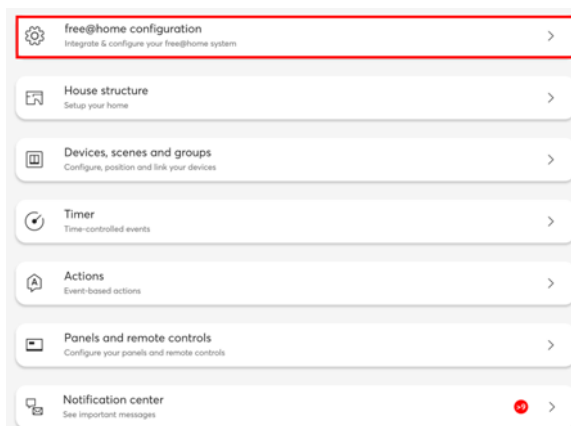 free@home configuration
Integrate & configure your free@home system
House structure
Setup your home
Devices, scenes and groups
Configure, position and link your devices
Timer
Time-controlled events
A
Actions
Event-based actions
Panels and remote controls
Configure your panels and remote controls
Notification center
See important messages
>9